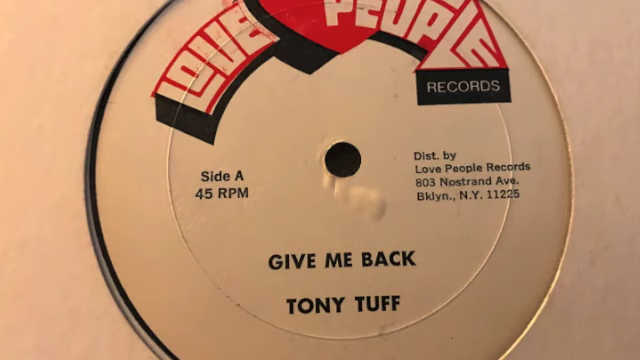 LOVE PEOPLE
RECORDS
Side A
45 RPM
Dist. by
Love People Records
803 Nostrand Ave.
Bklyn., N.Y. 11225
GIVE ME BACK
TONY TUFF